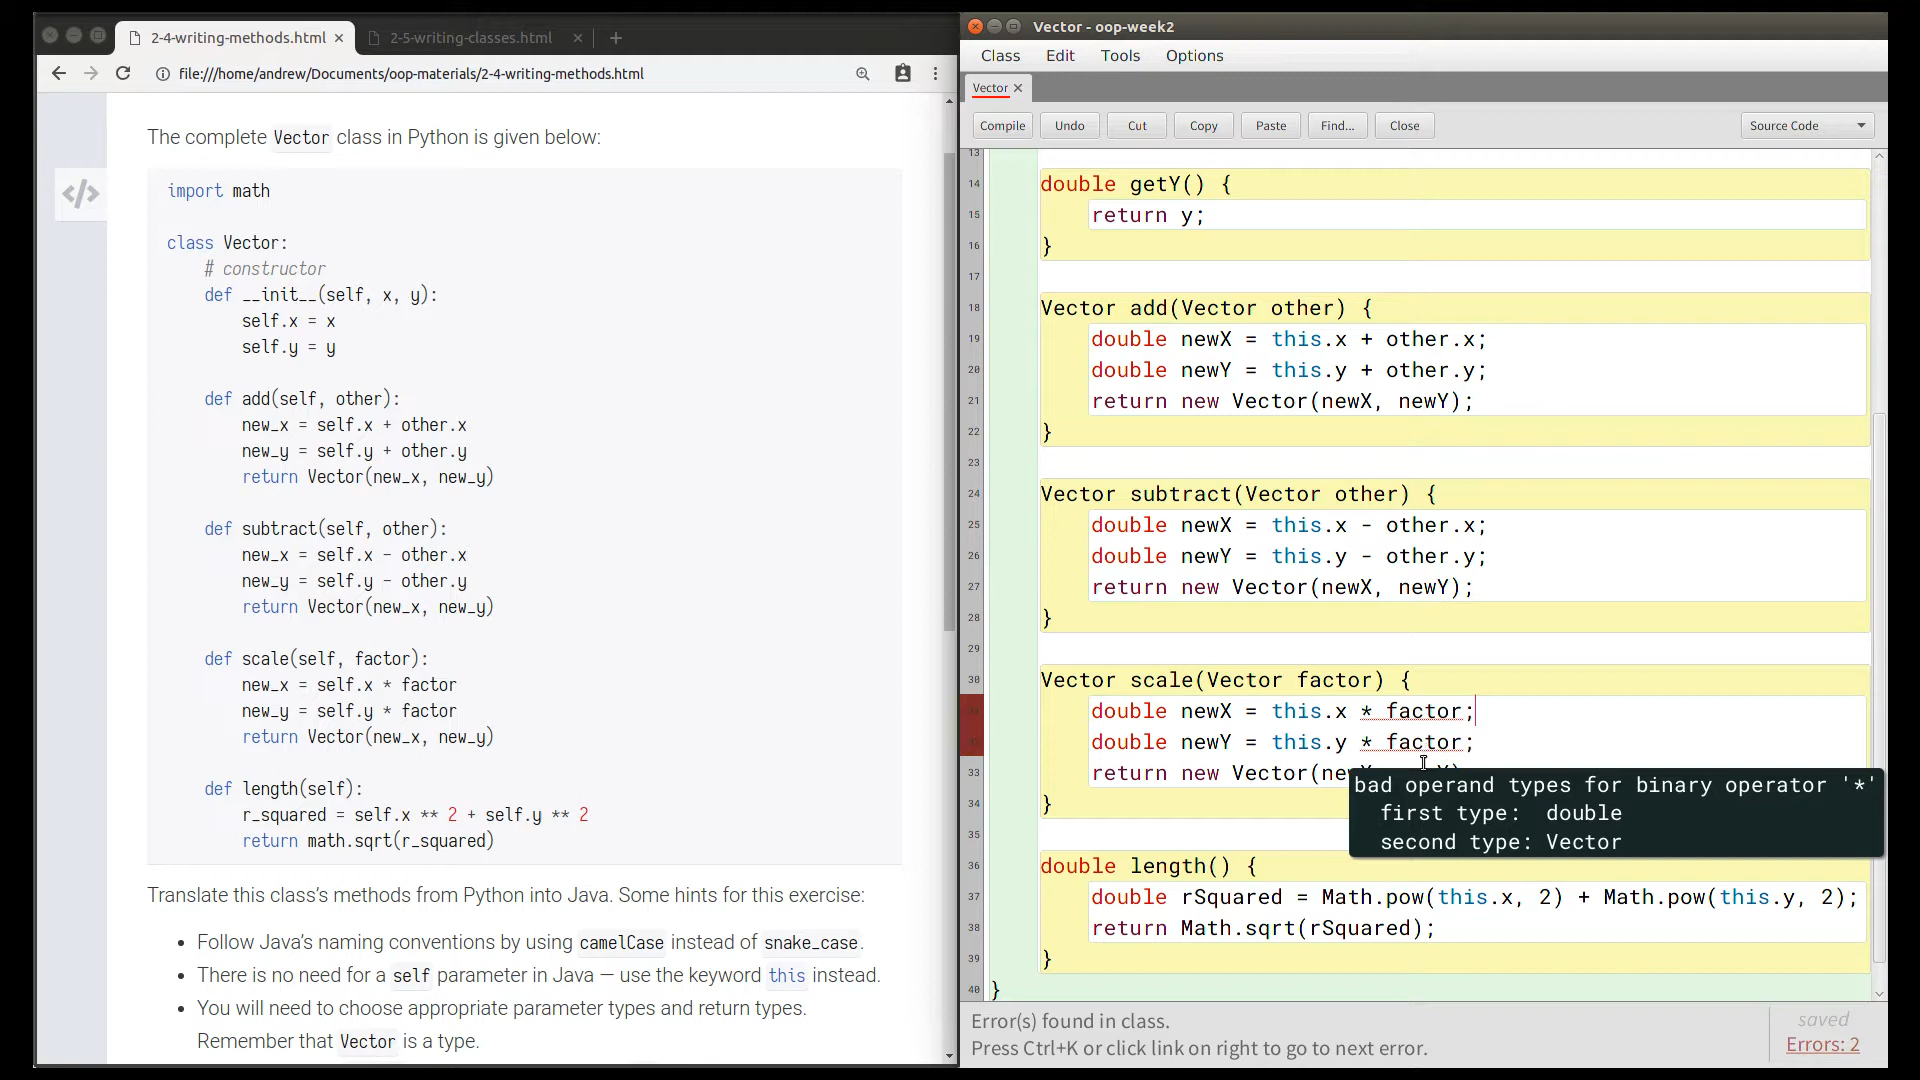 2-4-writing-methods.html
2-5-writing-classes.html
file:///home/andrew/Documents/oop-materials/2-4-writing-methods.html
The complete Vector class in Python is given below:
</>
import math
class Vector:
# constructor
def __init__(self, x, y):
self.x = x
self.y = y
def add(self, other):
new_x = self.x + other.x
new_y = self.y + other.y
return Vector(new_x, new_y)
def subtract(self, other):
new_x = self.x - other.x
new_y = self.y - other.y
return Vector(new_x, new_y)
def scale(self, factor):
new_x = self.x * factor
new_y = self.y * factor
return Vector(new_x, new_y)
def length(self):
r_squared = self.x ** 2 + self.y ** 2
return math.sqrt(r_squared)
Translate this class’s methods from Python into Java. Some hints for this exercise:
• Follow Java’s naming conventions by using camelCase instead of snake_case.
• There is no need for a self parameter in Java — use the keyword this instead.
• You will need to choose appropriate parameter types and return types.
Remember that Vector is a type.
Vector - oop-week2
Class Edit Tools Options
Vector
Compile Undo Cut Copy Paste Find... Close Source Code
13
14 double getY() {
15 return y;
16 }
17
18 Vector add(Vector other) {
19 double newX = this.x + other.x;
20 double newY = this.y + other.y;
21 return new Vector(newX, newY);
22 }
23
24 Vector subtract(Vector other) {
25 double newX = this.x - other.x;
26 double newY = this.y - other.y;
27 return new Vector(newX, newY);
28 }
29
30 Vector scale(Vector factor) {
double newX = this.x * factor;
double newY = this.y * factor;
33 return new Vector(
34 }
bad operand types for binary operator '*'
first type: double
second type: Vector
35
36 double length() {
37 double rSquared = Math.pow(this.x, 2) + Math.pow(this.y, 2);
38 return Math.sqrt(rSquared);
39 }
40 }
Error(s) found in class.
Press Ctrl+K or click link on right to go to next error.
saved
Errors: 2